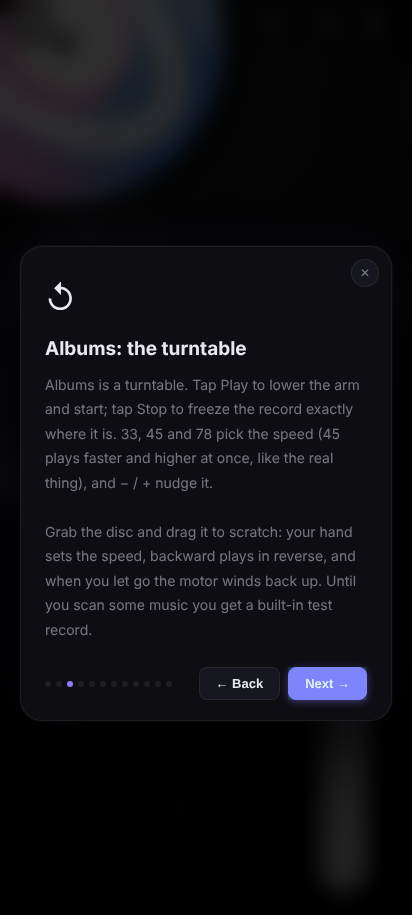 Albums: the turntable
Albums is a turntable. Tap Play to lower the arm
and start; tap Stop to freeze the record exactly
where it is. 33, 45 and 78 pick the speed (45
plays faster and higher at once, like the real
thing), and − / + nudge it.
Grab the disc and drag it to scratch: your hand
sets the speed, backward plays in reverse, and
when you let go the motor winds back up. Until
you scan some music you get a built-in test
record.
← Back
Next →